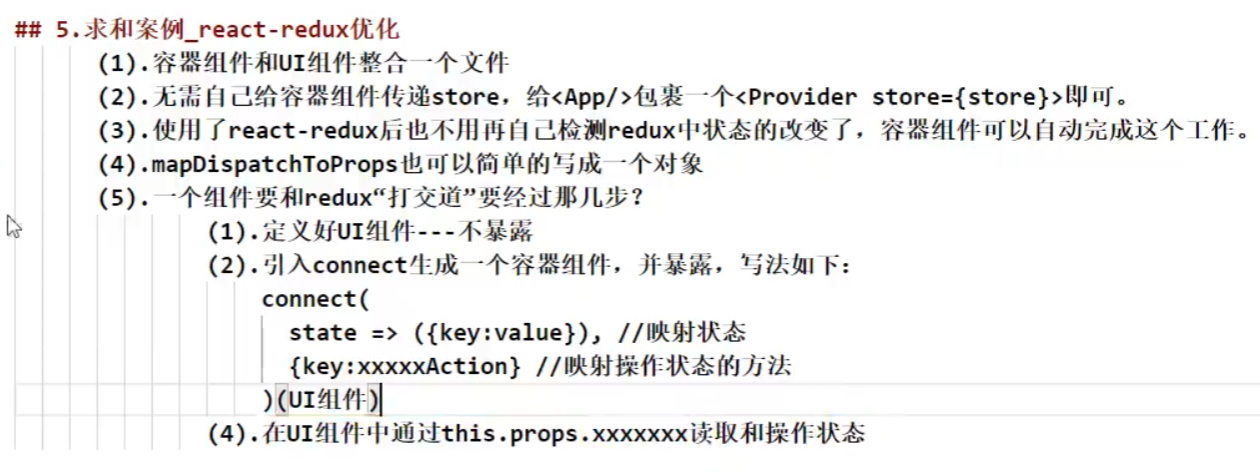 ## 5.求和案例_react-redux优化
(1).容器组件和UI组件整合一个文件
(2).无需自己给容器组件传递store，给<App/>包裹一个<Provider store={store}>即可。
(3).使用了react-redux后也不用再自己检测redux中状态的改变了，容器组件可以自动完成这个工作。
(4).mapDispatchToProps也可以简单的写成一个对象
(5).一个组件要和redux“打交道”要经过那几步？
(1).定义好UI组件---不暴露
(2).引入connect生成一个容器组件，并暴露，写法如下：
connect(
state => ({key:value}), //映射状态
{key:xxxxxAction} //映射操作状态的方法
)(UI组件)
(4).在UI组件中通过this.props.xxxxxxx读取和操作状态